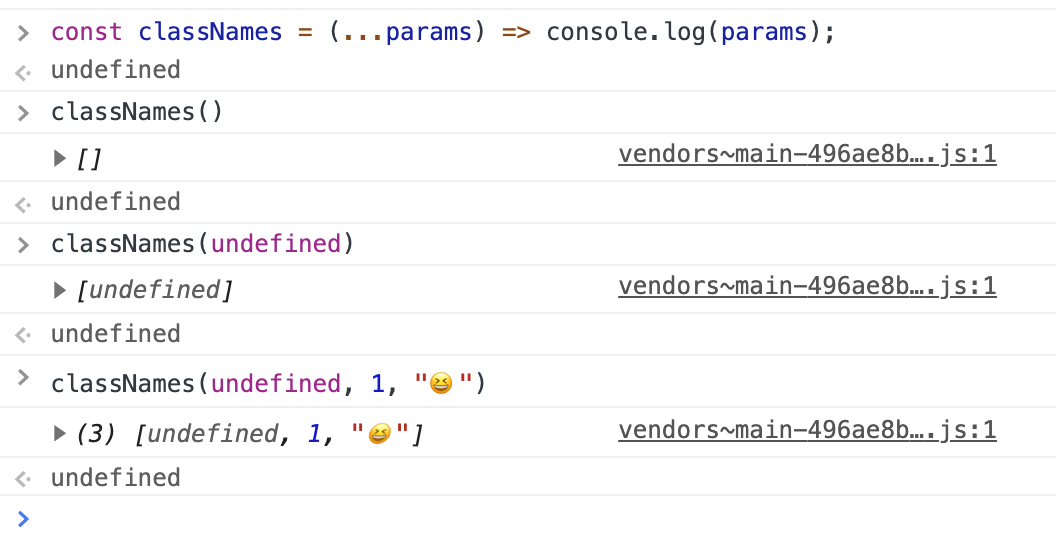 > const classNames = (...params) => console.log(params);
undefined
> classNames()
▶ [] vendors~main-496ae8b….js:1
undefined
> classNames(undefined)
▶ [undefined] vendors~main-496ae8b….js:1
undefined
> classNames(undefined, 1, "😆")
▶ (3) [undefined, 1, "😆"] vendors~main-496ae8b….js:1
undefined
>